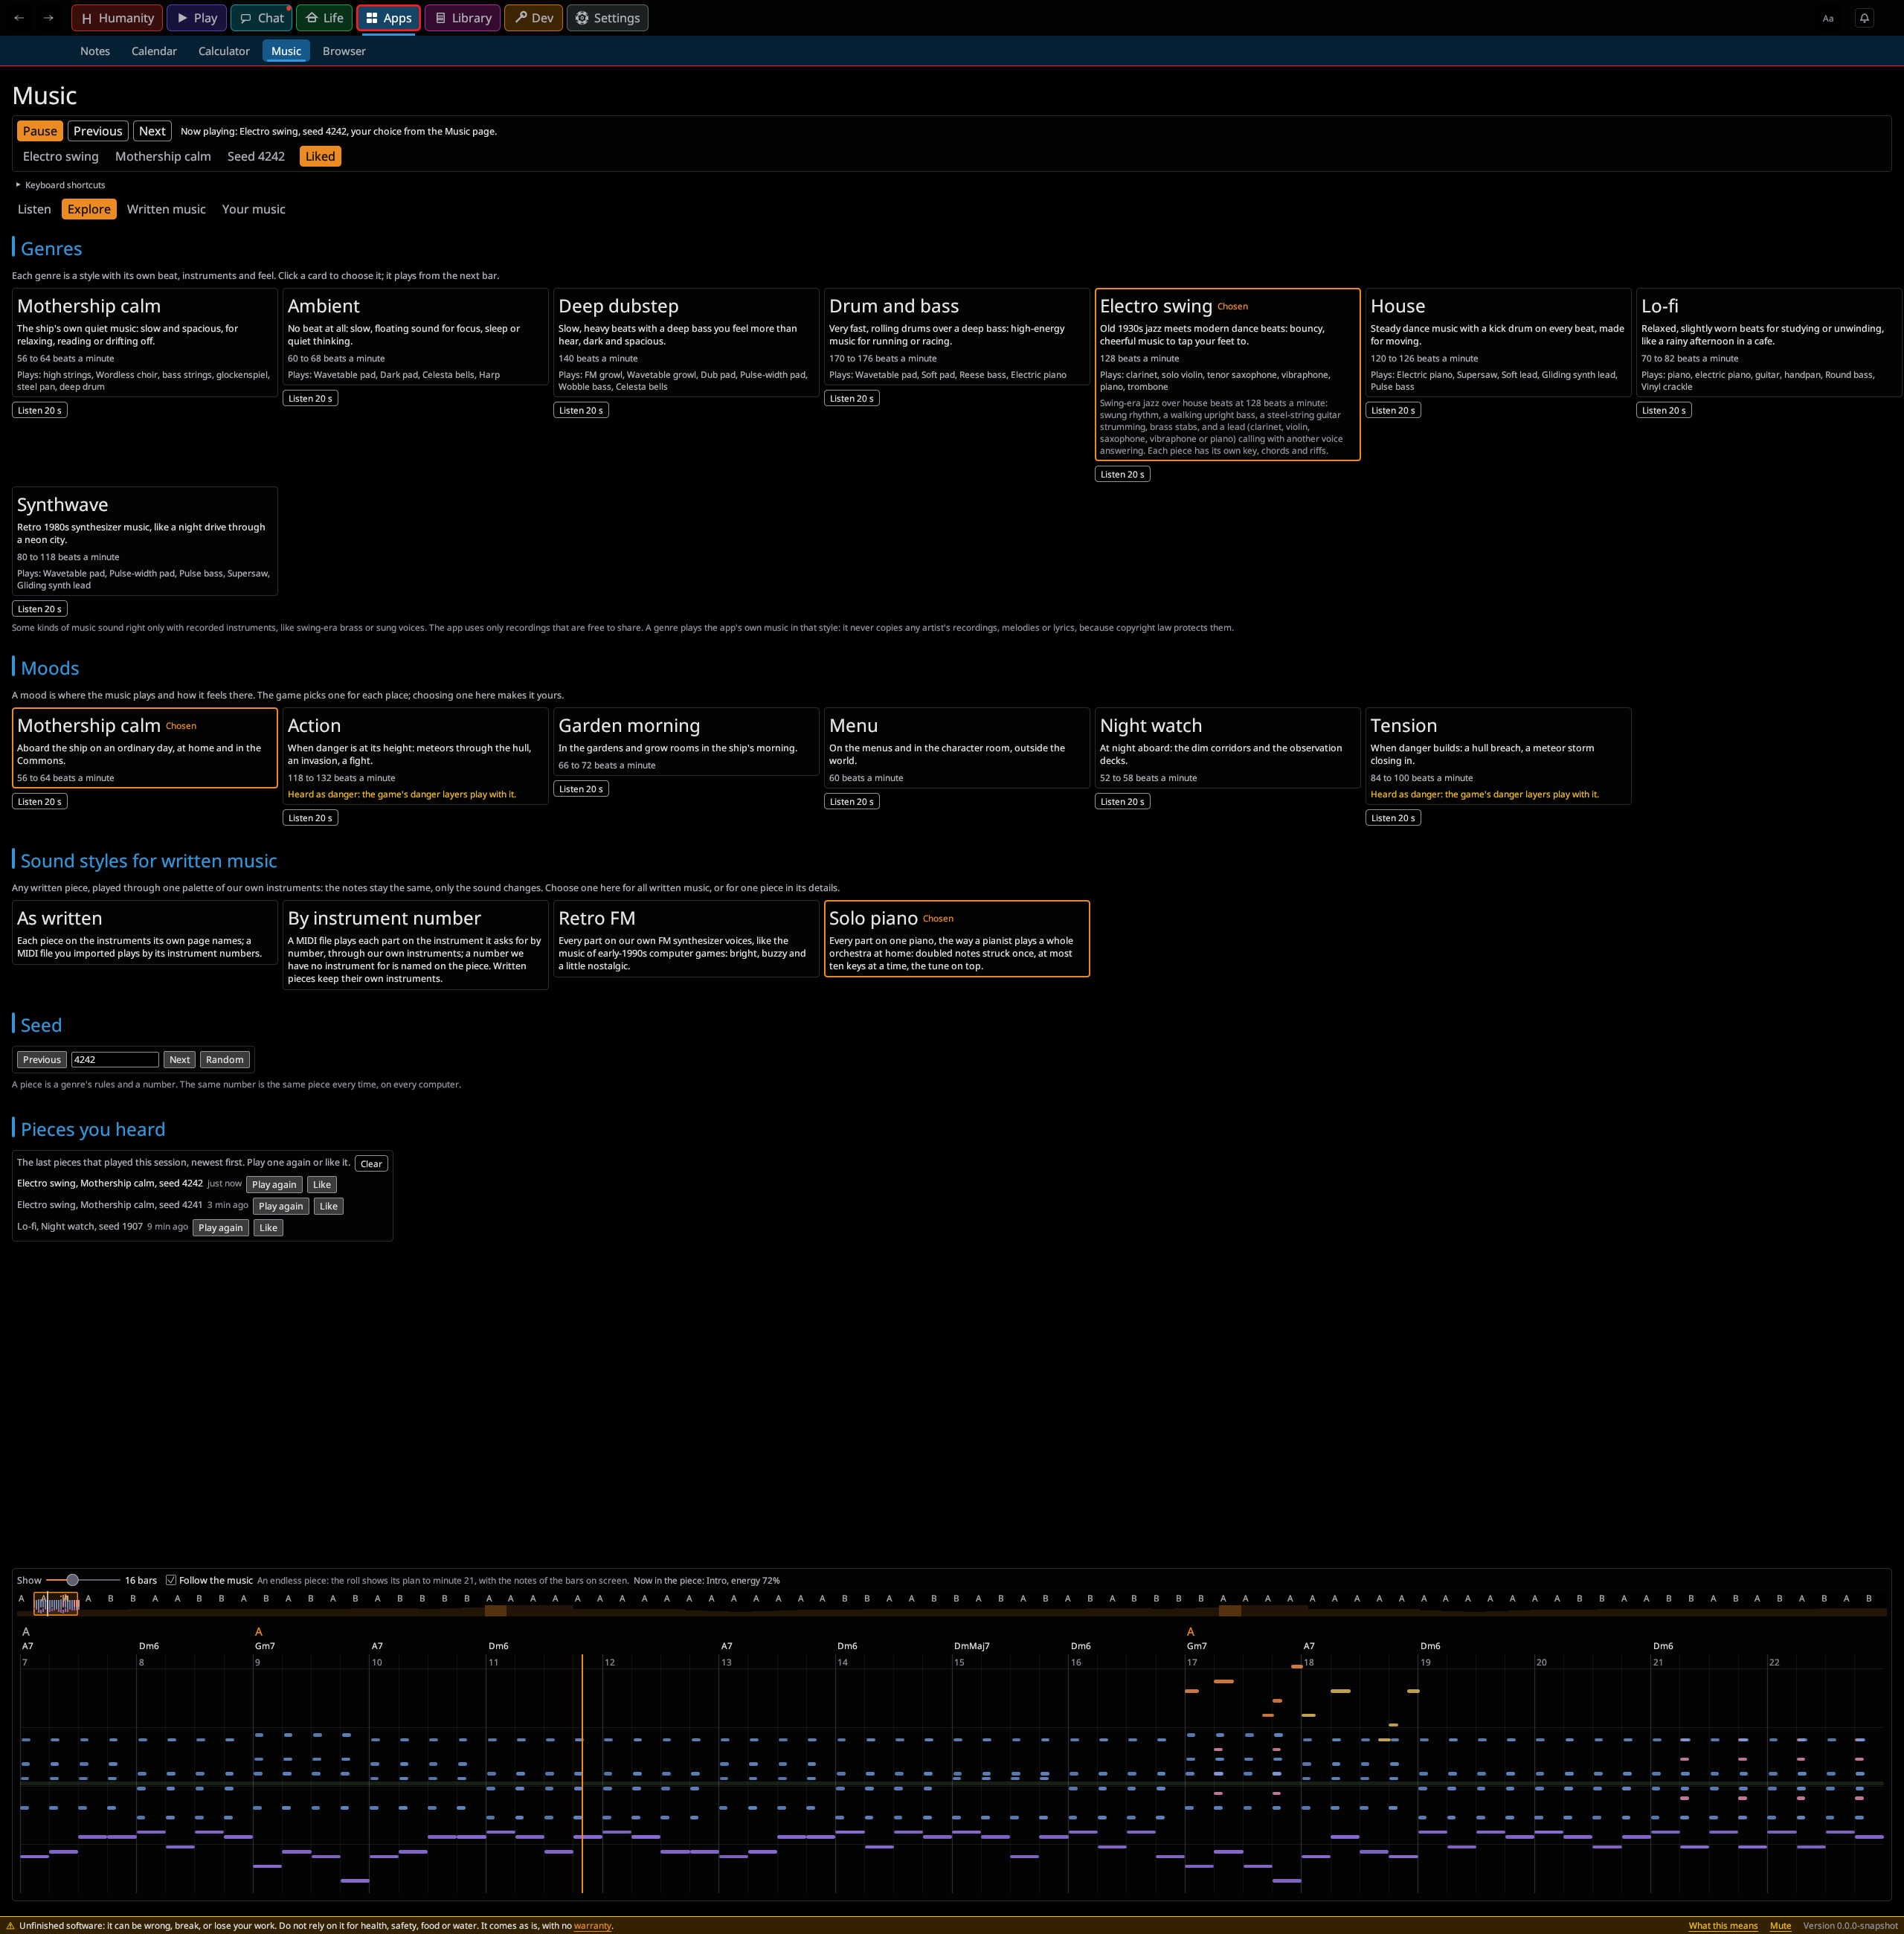 Humanity Play Chat Life Apps Library Dev Settings Aa
Notes Calendar Calculator Music Browser
Music
Pause Previous Next Now playing: Electro swing, seed 4242, your choice from the Music page.
Electro swing Mothership calm Seed 4242 Liked
Keyboard shortcuts
Listen Explore Written music Your music
Genres
Each genre is a style with its own beat, instruments and feel. Click a card to choose it; it plays from the next bar.
Mothership calm
The ship's own quiet music: slow and spacious, for
relaxing, reading or drifting off.
56 to 64 beats a minute
Plays: high strings, Wordless choir, bass strings, glockenspiel,
steel pan, deep drum
Listen 20 s
Ambient
No beat at all: slow, floating sound for focus, sleep or
quiet thinking.
60 to 68 beats a minute
Plays: Wavetable pad, Dark pad, Celesta bells, Harp
Listen 20 s
Deep dubstep
Slow, heavy beats with a deep bass you feel more than
hear, dark and spacious.
140 beats a minute
Plays: FM growl, Wavetable growl, Dub pad, Pulse-width pad,
Wobble bass, Celesta bells
Listen 20 s
Drum and bass
Very fast, rolling drums over a deep bass: high-energy
music for running or racing.
170 to 176 beats a minute
Plays: Wavetable pad, Soft pad, Reese bass, Electric piano
Listen 20 s
Electro swing Chosen
Old 1930s jazz meets modern dance beats: bouncy,
cheerful music to tap your feet to.
128 beats a minute
Plays: clarinet, solo violin, tenor saxophone, vibraphone,
piano, trombone
Swing-era jazz over house beats at 128 beats a minute:
swung rhythm, a walking upright bass, a steel-string guitar
strumming, brass stabs, and a lead (clarinet, violin,
saxophone, vibraphone or piano) calling with another voice
answering. Each piece has its own key, chords and riffs.
Listen 20 s
House
Steady dance music with a kick drum on every beat, made
for moving.
120 to 126 beats a minute
Plays: Electric piano, Supersaw, Soft lead, Gliding synth lead,
Pulse bass
Listen 20 s
Lo-fi
Relaxed, slightly worn beats for studying or unwinding,
like a rainy afternoon in a cafe.
70 to 82 beats a minute
Plays: piano, electric piano, guitar, handpan, Round bass,
Vinyl crackle
Listen 20 s
Synthwave
Retro 1980s synthesizer music, like a night drive through
a neon city.
80 to 118 beats a minute
Plays: Wavetable pad, Pulse-width pad, Pulse bass, Supersaw,
Gliding synth lead
Listen 20 s
Some kinds of music sound right only with recorded instruments, like swing-era brass or sung voices. The app uses only recordings that are free to share. A genre plays the app's own music in that style: it never copies any artist's recordings, melodies or lyrics, because copyright law protects them.
Moods
A mood is where the music plays and how it feels there. The game picks one for each place; choosing one here makes it yours.
Mothership calm Chosen
Aboard the ship on an ordinary day, at home and in the
Commons.
56 to 64 beats a minute
Listen 20 s
Action
When danger is at its height: meteors through the hull,
an invasion, a fight.
118 to 132 beats a minute
Heard as danger: the game's danger layers play with it.
Listen 20 s
Garden morning
In the gardens and grow rooms in the ship's morning.
66 to 72 beats a minute
Listen 20 s
Menu
On the menus and in the character room, outside the
world.
60 beats a minute
Listen 20 s
Night watch
At night aboard: the dim corridors and the observation
decks.
52 to 58 beats a minute
Listen 20 s
Tension
When danger builds: a hull breach, a meteor storm
closing in.
84 to 100 beats a minute
Heard as danger: the game's danger layers play with it.
Listen 20 s
Sound styles for written music
Any written piece, played through one palette of our own instruments: the notes stay the same, only the sound changes. Choose one here for all written music, or for one piece in its details.
As written
Each piece on the instruments its own page names; a
MIDI file you imported plays by its instrument numbers.
By instrument number
A MIDI file plays each part on the instrument it asks for by
number, through our own instruments; a number we
have no instrument for is named on the piece. Written
pieces keep their own instruments.
Retro FM
Every part on our own FM synthesizer voices, like the
music of early-1990s computer games: bright, buzzy and
a little nostalgic.
Solo piano Chosen
Every part on one piano, the way a pianist plays a whole
orchestra at home: doubled notes struck once, at most
ten keys at a time, the tune on top.
Seed
Previous 4242 Next Random
A piece is a genre's rules and a number. The same number is the same piece every time, on every computer.
Pieces you heard
The last pieces that played this session, newest first. Play one again or like it. Clear
Electro swing, Mothership calm, seed 4242 just now Play again Like
Electro swing, Mothership calm, seed 4241 3 min ago Play again Like
Lo-fi, Night watch, seed 1907 9 min ago Play again Like
Show 16 bars Follow the music An endless piece: the roll shows its plan to minute 21, with the notes of the bars on screen. Now in the piece: Intro, energy 72%
A A A A B B A A B B A B A B A B A B B B B A A A A A A A A A A A A A A A A B B A A B B A B A B A B A B B B B A A A A A A A A A A A A A A A A B B A A B B A B A B A B A B
A A A
A7 Dm6 Gm7 A7 Dm6 A7 Dm6 DmMaj7 Dm6 Gm7 A7 Dm6 Dm6
7 8 9 10 11 12 13 14 15 16 17 18 19 20 21 22
⚠ Unfinished software: it can be wrong, break, or lose your work. Do not rely on it for health, safety, food or water. It comes as is, with no warranty. What this means Mute Version 0.0.0-snapshot